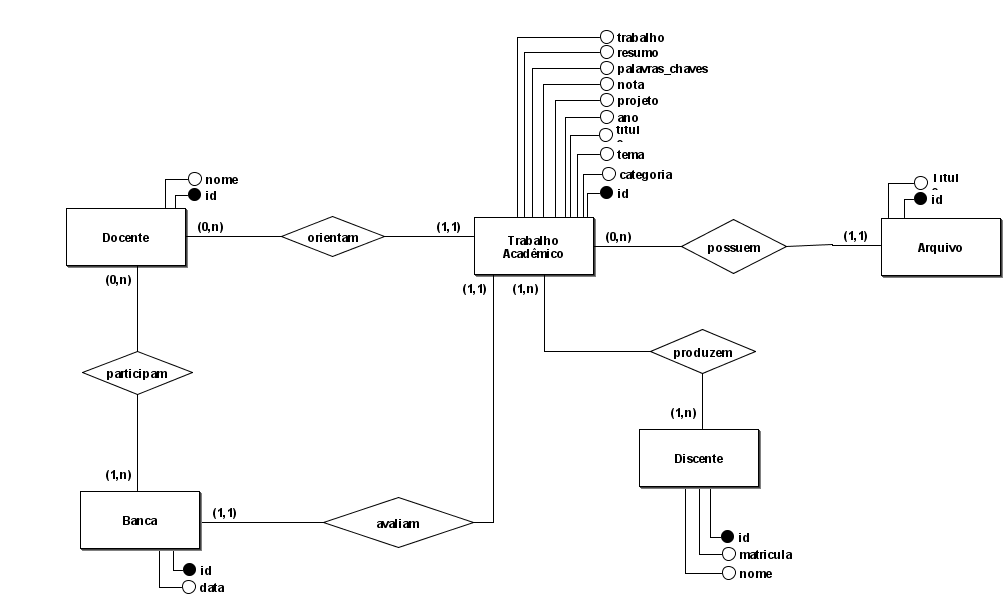 trabalho
resumo
palavras_chaves
nota
projeto
ano
tema
categoria
id
nome
id
id
Docente
(0,n)
orientam
(1,1)
Trabalho
Acadêmico
(0,n)
possuem
(1,1)
Arquivo
(0,n)
(1,1)
(1,n)
participam
produzem
(1,n)
(1,n)
Discente
Banca
(1,1)
avaliam
id
matricula
nome
id
data